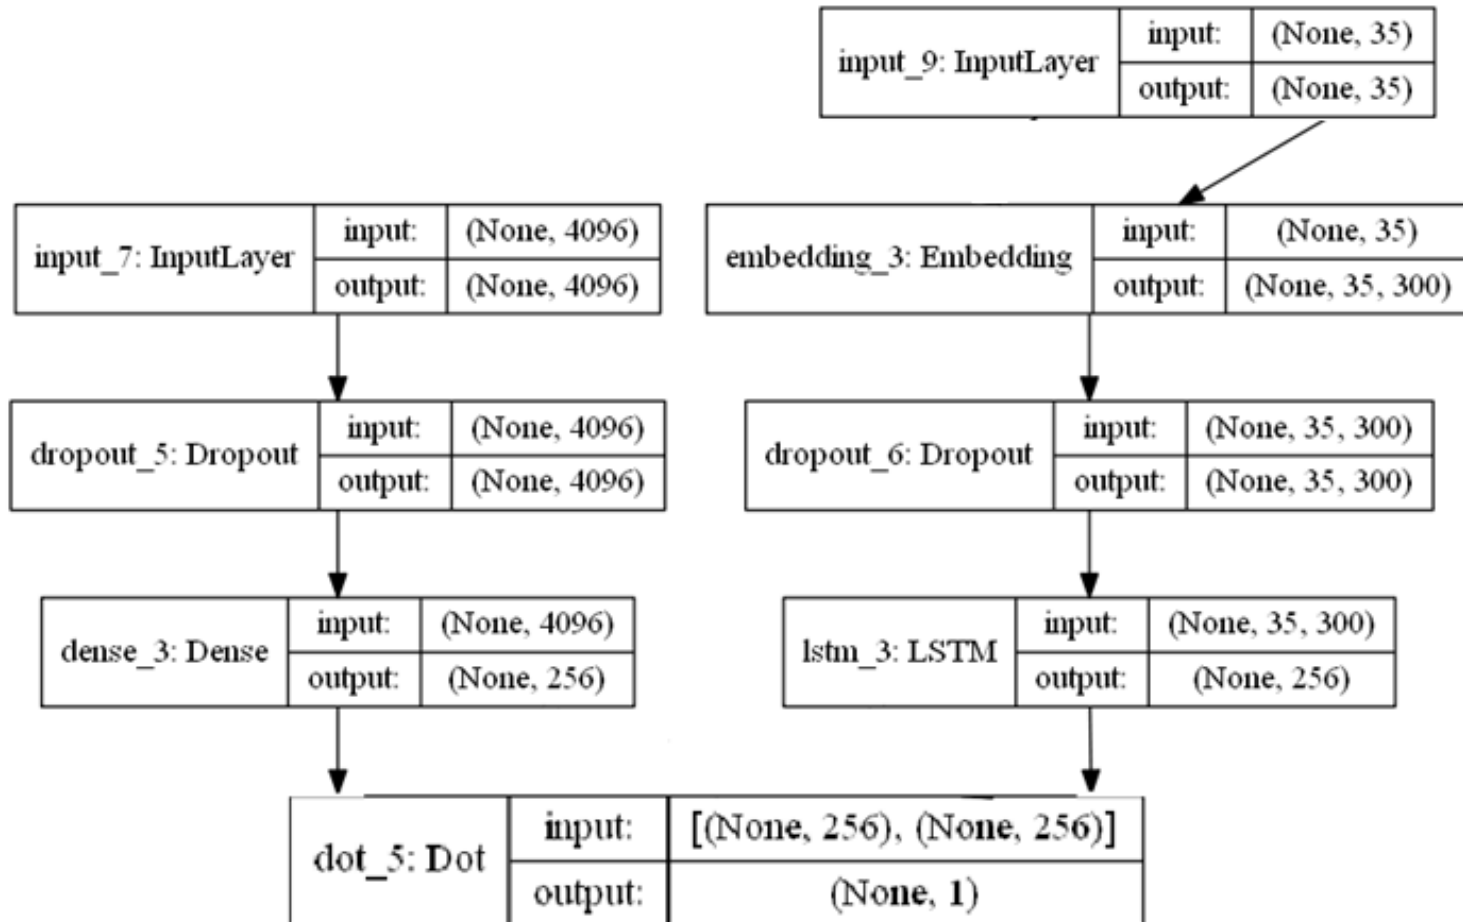 input_9: InputLayer
input: (None, 35)
output: (None, 35)
input_7: InputLayer
input: (None, 4096)
output: (None, 4096)
embedding_3: Embedding
input: (None, 35)
output: (None, 35, 300)
dropout_5: Dropout
input: (None, 4096)
output: (None, 4096)
dropout_6: Dropout
input: (None, 35, 300)
output: (None, 35, 300)
dense_3: Dense
input: (None, 4096)
output: (None, 256)
lstm_3: LSTM
input: (None, 35, 300)
output: (None, 256)
dot_5: Dot
input: [(None, 256), (None, 256)]
output: (None, 1)